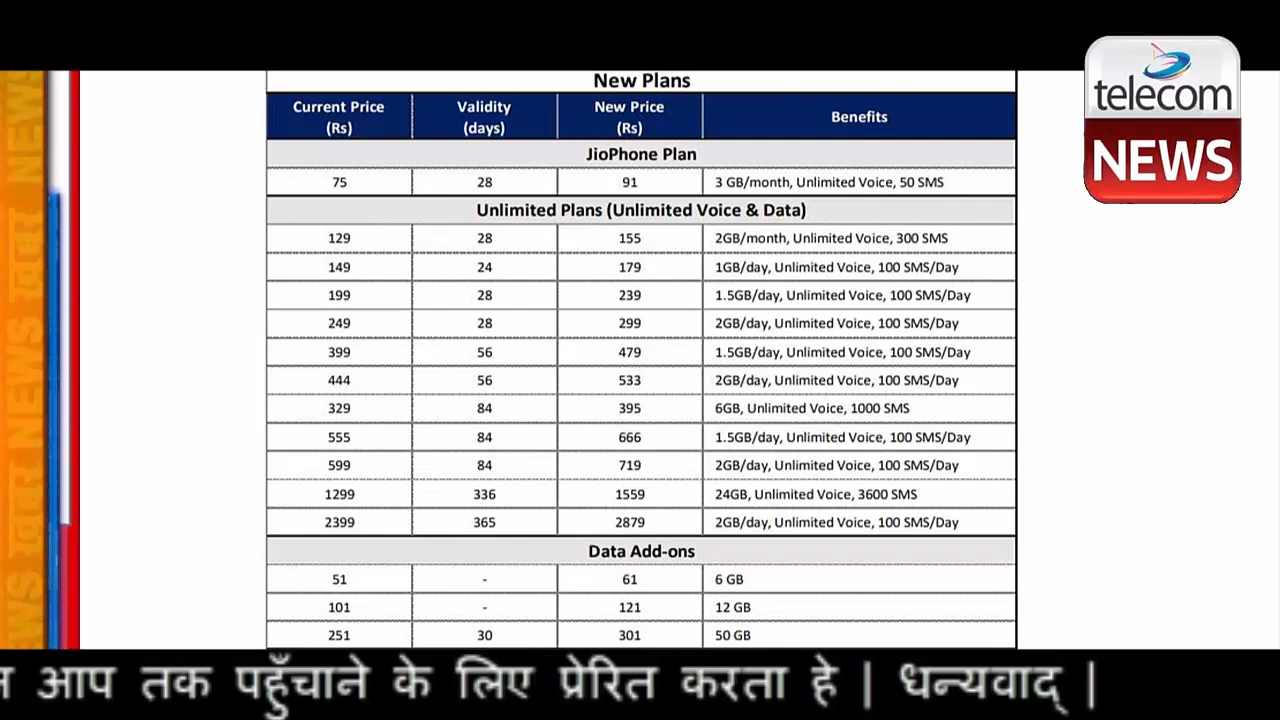 New Plans
Current Price (Rs) Validity (days) New Price (Rs) Benefits
JioPhone Plan
75 28 91 3 GB/month, Unlimited Voice, 50 SMS
Unlimited Plans (Unlimited Voice & Data)
129 28 155 2GB/month, Unlimited Voice, 300 SMS
149 24 179 1GB/day, Unlimited Voice, 100 SMS/Day
199 28 239 1.5GB/day, Unlimited Voice, 100 SMS/Day
249 28 299 2GB/day, Unlimited Voice, 100 SMS/Day
399 56 479 1.5GB/day, Unlimited Voice, 100 SMS/Day
444 56 533 2GB/day, Unlimited Voice, 100 SMS/Day
329 84 395 6GB, Unlimited Voice, 1000 SMS
555 84 666 1.5GB/day, Unlimited Voice, 100 SMS/Day
599 84 719 2GB/day, Unlimited Voice, 100 SMS/Day
1299 336 1559 24GB, Unlimited Voice, 3600 SMS
2399 365 2879 2GB/day, Unlimited Voice, 100 SMS/Day
Data Add-ons
51 - 61 6 GB
101 - 121 12 GB
251 30 301 50 GB
telecom
NEWS
NEWS
NEWS
आप तक पहुँचाने के लिए प्रेरित करता हे | धन्यवाद् |